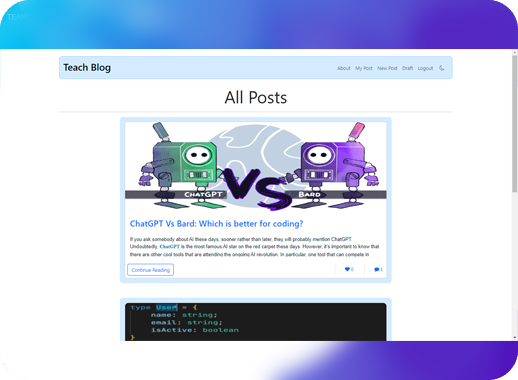 Teach Blog
About My Post New Post Draft Logout
All Posts
CHATGPT VS BARD
ChatGPT Vs Bard: Which is better for coding?
If you ask somebody about AI these days, sooner rather than later, they will probably mention ChatGPT.
Undoubtedly, ChatGPT is the most famous AI star on the red carpet these days. However, it's important to know that
there are other cool tools that are attending the ongoing AI revolution. In particular, one tool that can compete in
Continue Reading
0
1
type User = {
name: string;
email: string;
isActive: boolean
}